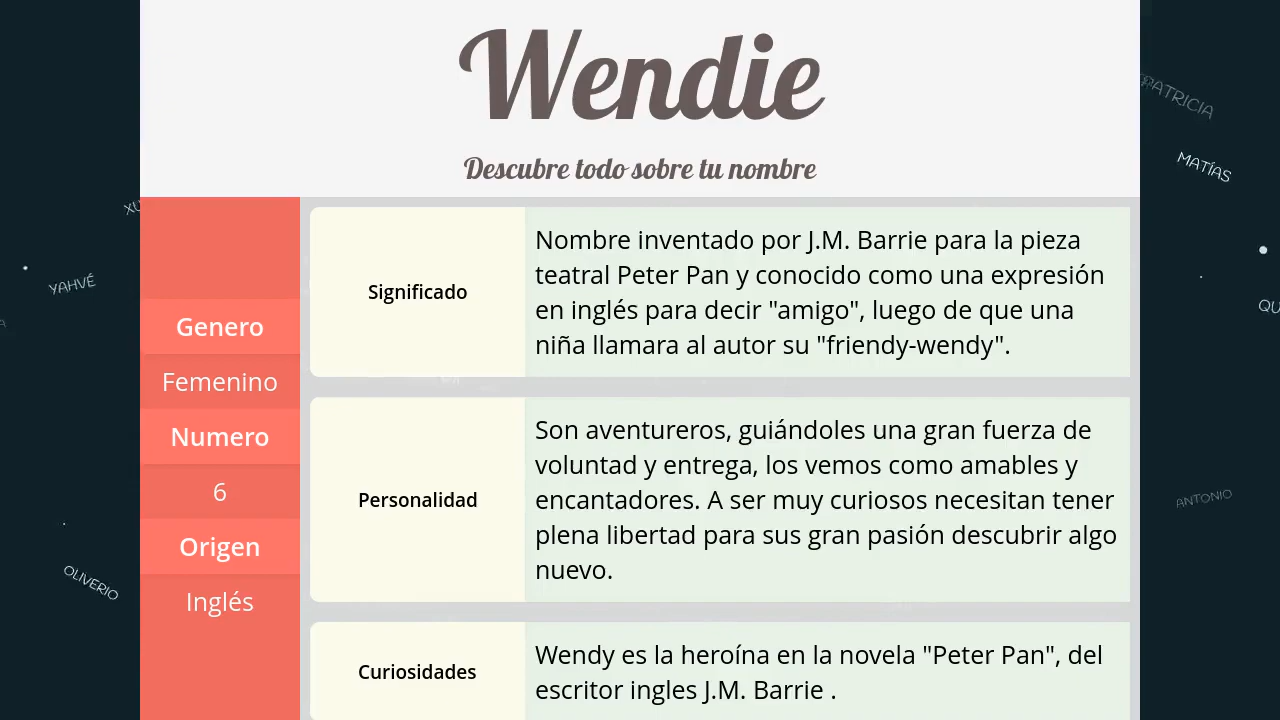 Wendie
Descubre todo sobre tu nombre
PATRICIA
MATÍAS
YAHVÉ
ANTONIO
OLIVERIO
Genero
Femenino
Numero
6
Origen
Inglés
Significado
Nombre inventado por J.M. Barrie para la pieza
teatral Peter Pan y conocido como una expresión
en inglés para decir "amigo", luego de que una
niña llamara al autor su "friendy-wendy".
Personalidad
Son aventureros, guiándoles una gran fuerza de
voluntad y entrega, los vemos como amables y
encantadores. A ser muy curiosos necesitan tener
plena libertad para sus gran pasión descubrir algo
nuevo.
Curiosidades
Wendy es la heroína en la novela "Peter Pan", del
escritor ingles J.M. Barrie .